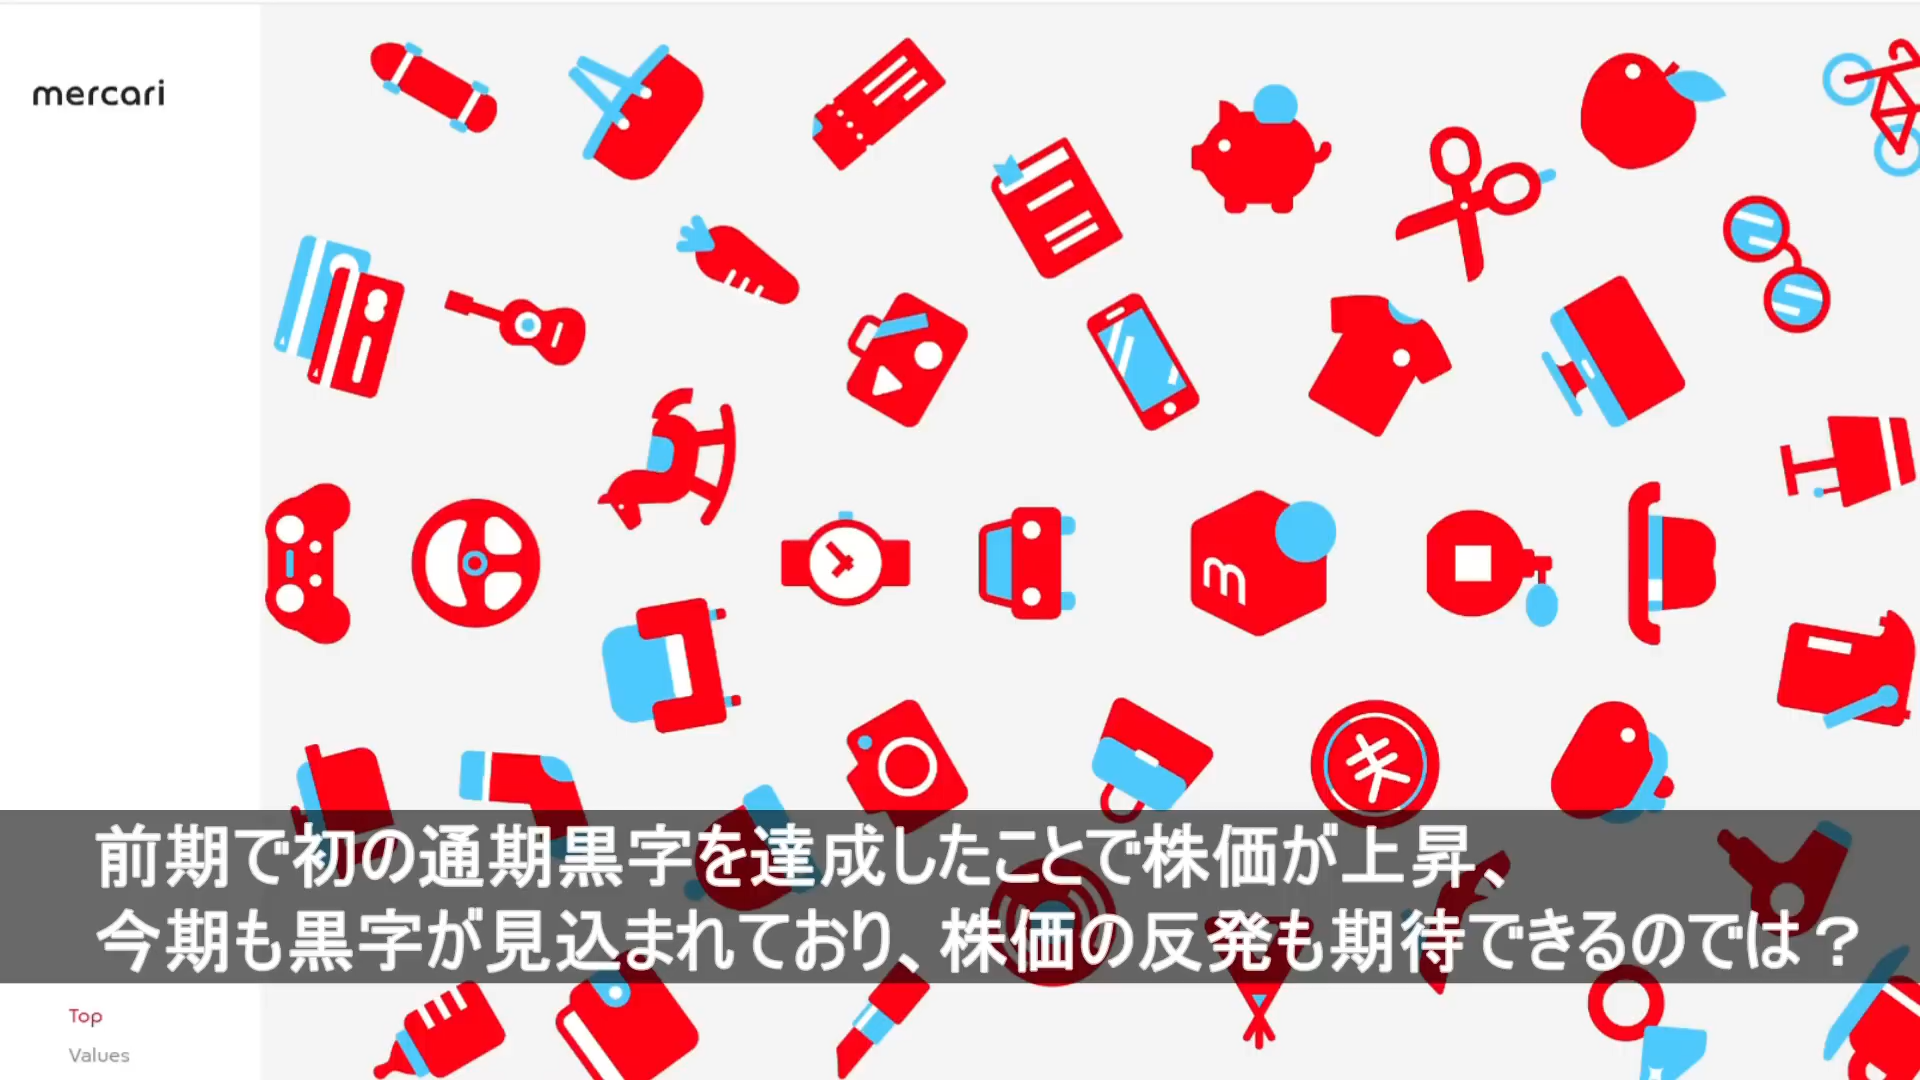 mercari
m
前期で初の通期黒字を達成したことで株価が上昇、
今期も黒字が見込まれており、株価の反発も期待できるのでは？
Top
Values